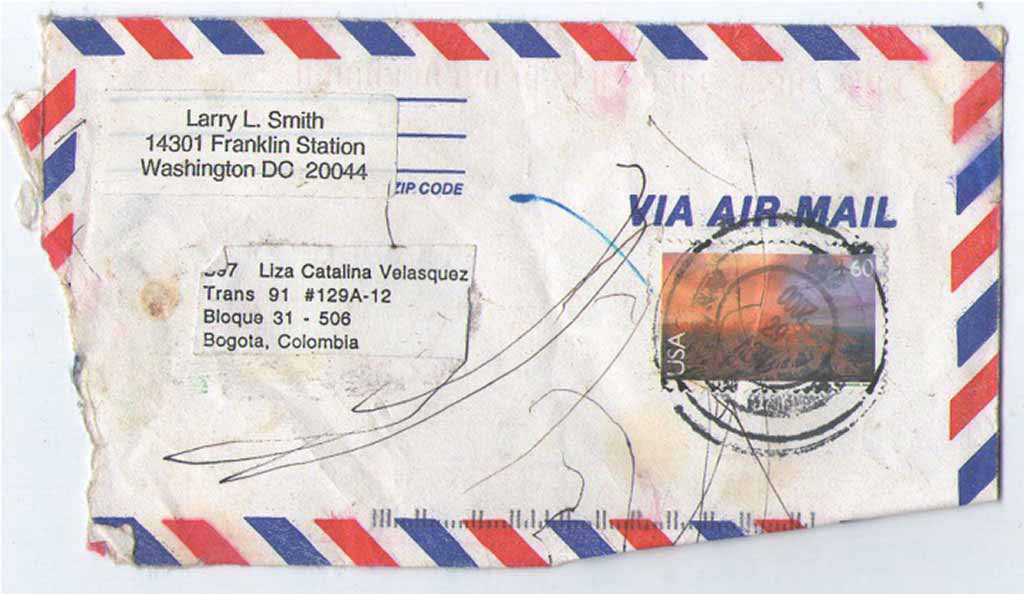 Larry L. Smith
14301 Franklin Station
Washington DC 20044
ZIP CODE
VIA AIR MAIL
60
USA
Liza Catalina Velasquez
Trans 91 #129A-12
Bloque 31 - 506
Bogota, Colombia